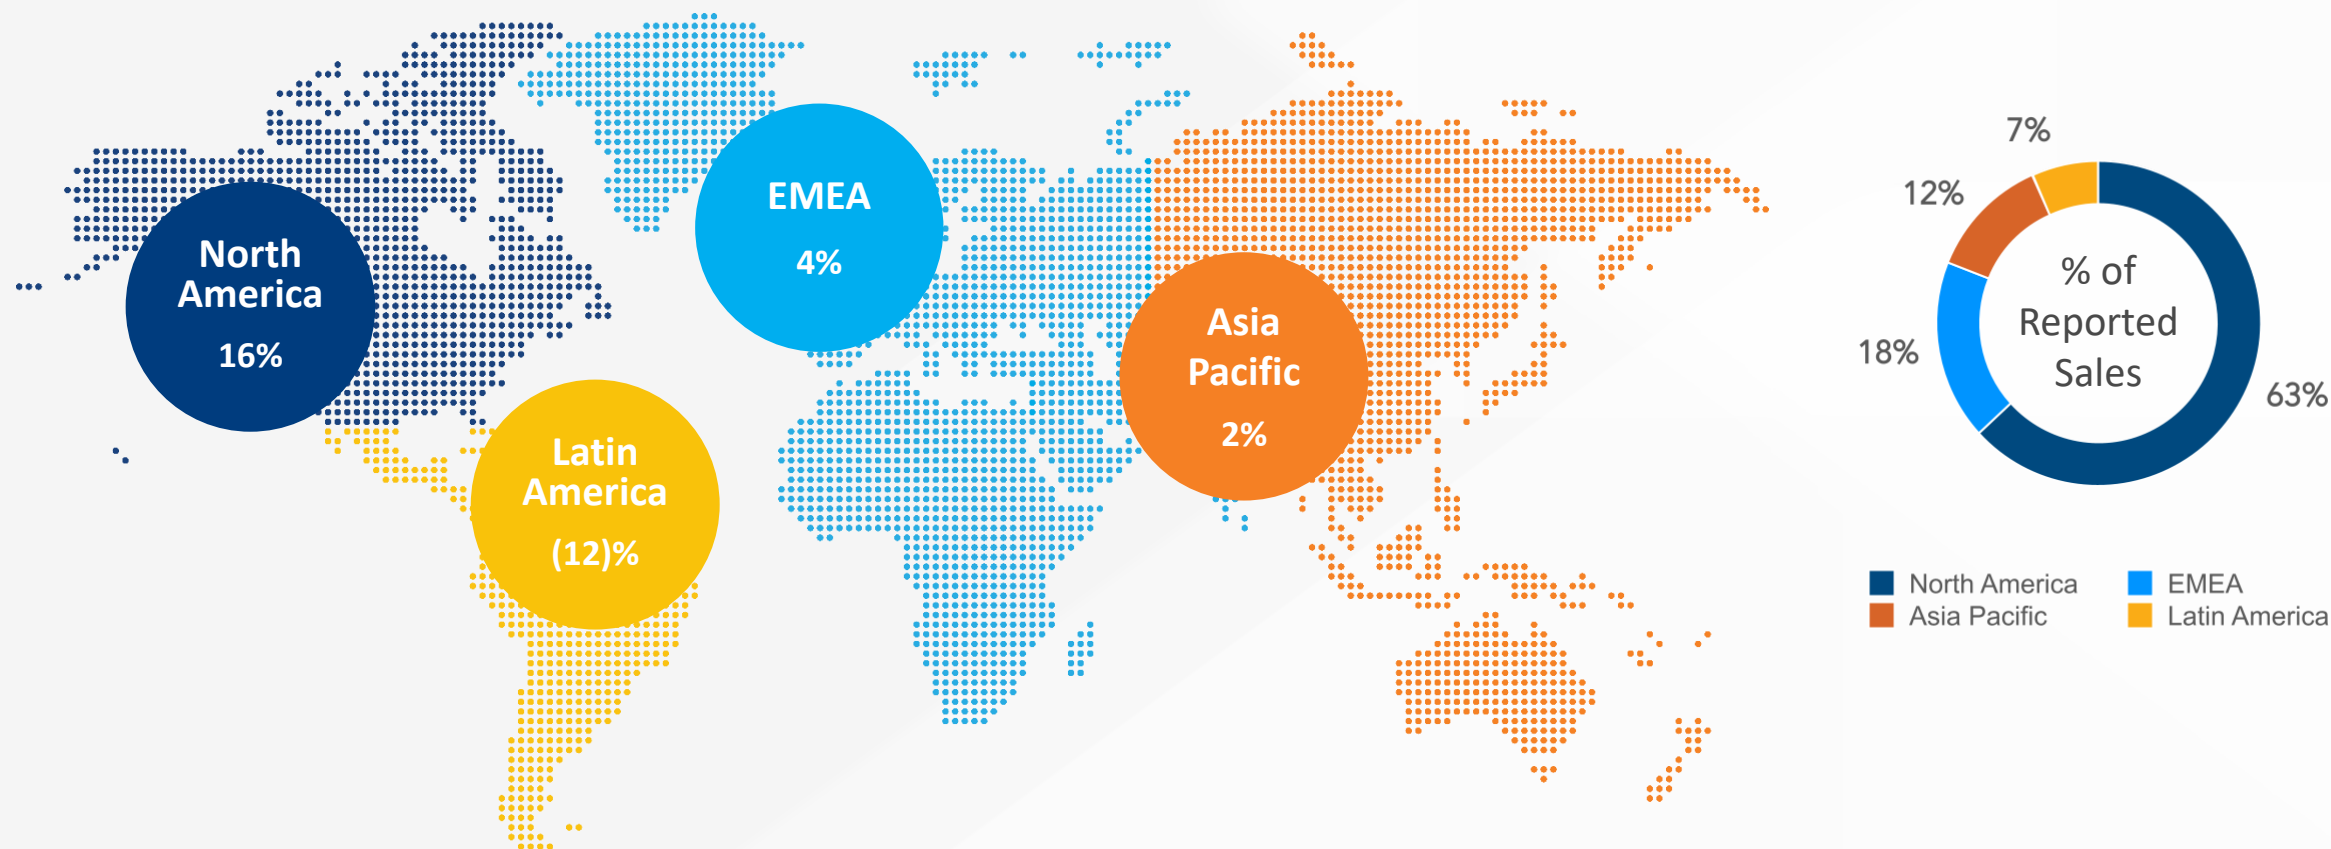 North
America
16%
EMEA
4%
Latin
America
(12)%
Asia
Pacific
2%
7%
12%
18%
63%
% of
Reported
Sales
North America
EMEA
Asia Pacific
Latin America